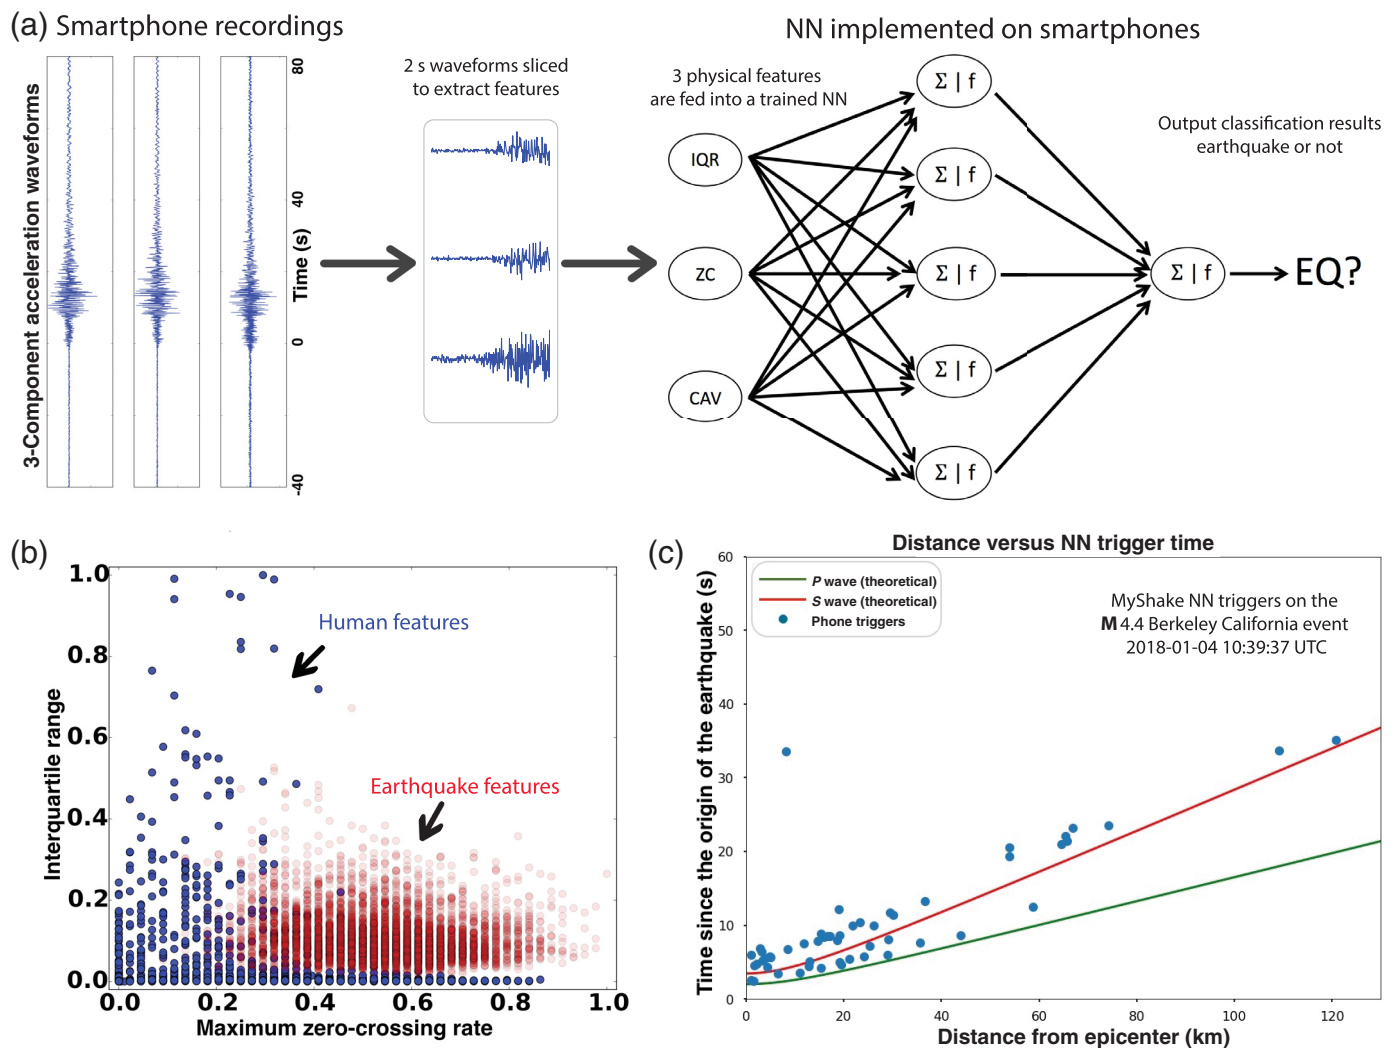 (a) Smartphone recordings
NN implemented on smartphones
3-Component acceleration waveforms
80
40
0
-40
Time (s)
2 s waveforms sliced
to extract features
3 physical features
are fed into a trained NN
IQR
ZC
CAV
Σ | f
Σ | f
Σ | f
Σ | f
Σ | f
Σ | f
Output classification results
earthquake or not
EQ?
(b)
Interquartile range
1.0
0.8
0.6
0.4
0.2
0.0
Human features
Earthquake features
0.0 0.2 0.4 0.6 0.8 1.0
Maximum zero-crossing rate
(c)
Distance versus NN trigger time
Time since the origin of the earthquake (s)
60
50
40
30
20
10
0
P wave (theoretical)
S wave (theoretical)
Phone triggers
MyShake NN triggers on the
M 4.4 Berkeley California event
2018-01-04 10:39:37 UTC
0 20 40 60 80 100 120
Distance from epicenter (km)